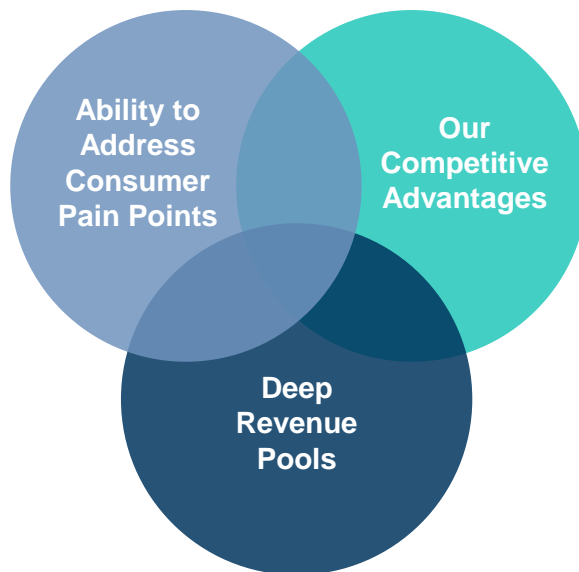 Ability to
Address
Consumer
Pain Points
Our
Competitive
Advantages
Deep
Revenue
Pools